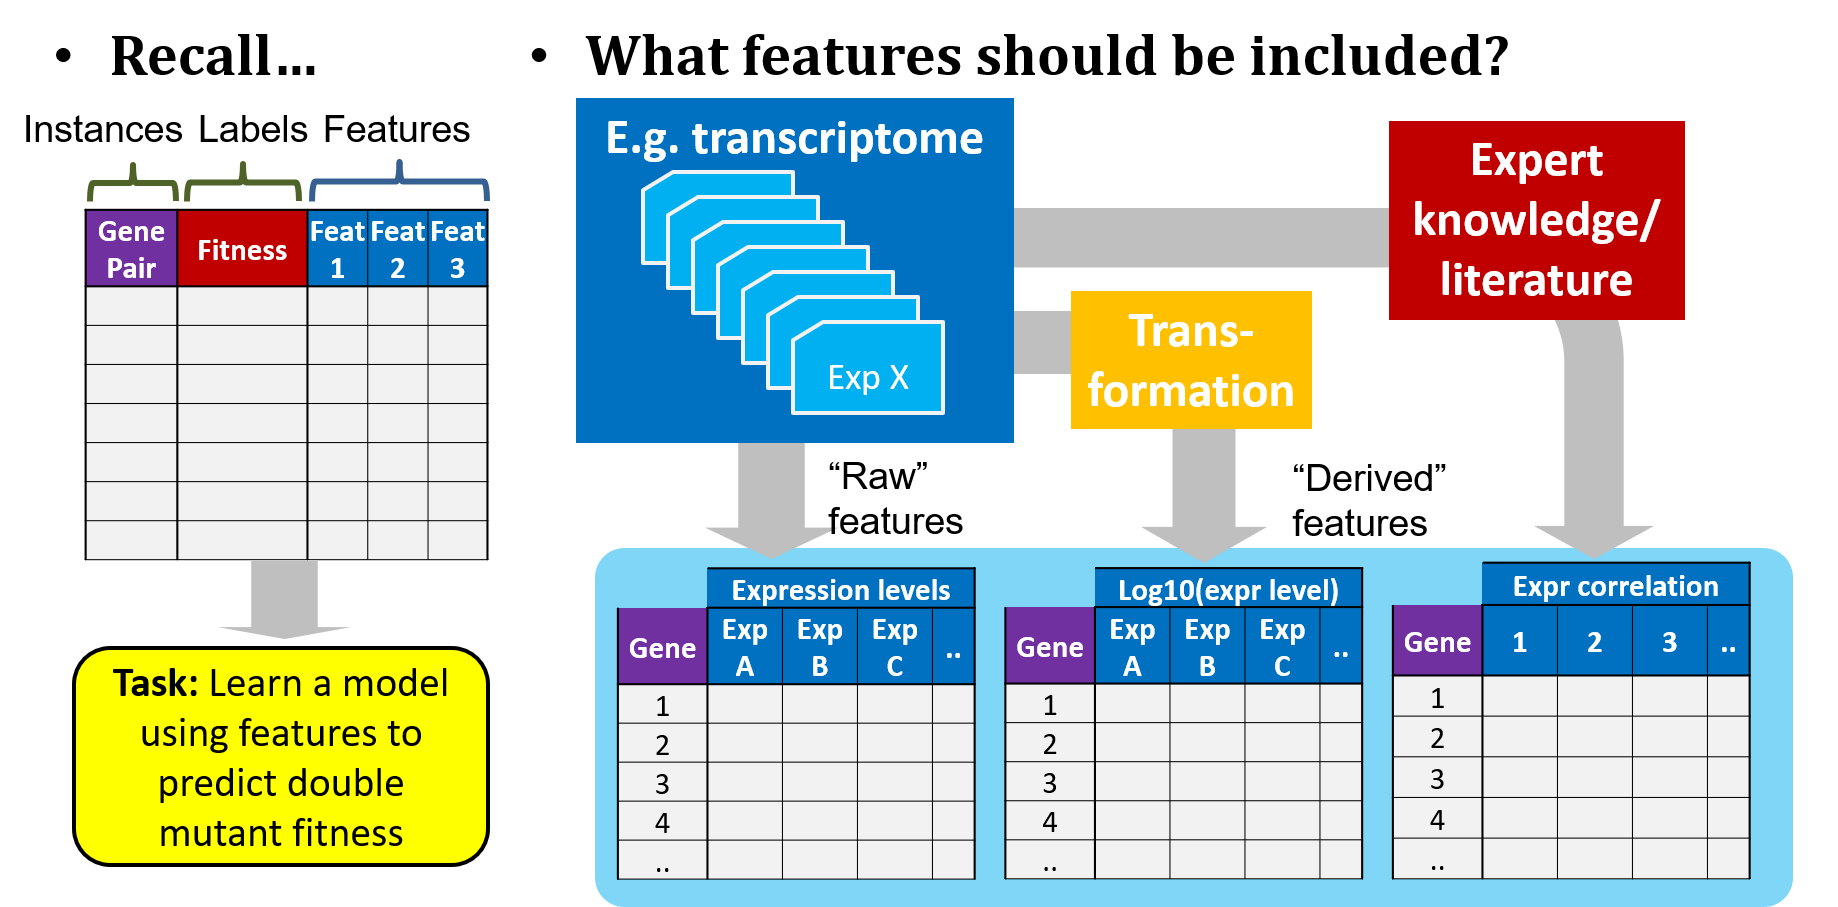 • Recall…
Instances Labels Features
Gene Pair Fitness Feat 1 Feat 2 Feat 3
Task: Learn a model
using features to
predict double
mutant fitness
• What features should be included?
E.g. transcriptome
Exp X
Expert
knowledge/
literature
Trans-
formation
“Raw”
features
“Derived”
features
Expression levels
Gene Exp A Exp B Exp C ..
1
2
3
4
..
Log10(expr level)
Gene Exp A Exp B Exp C ..
1
2
3
4
..
Expr correlation
Gene 1 2 3 ..
1
2
3
4
..